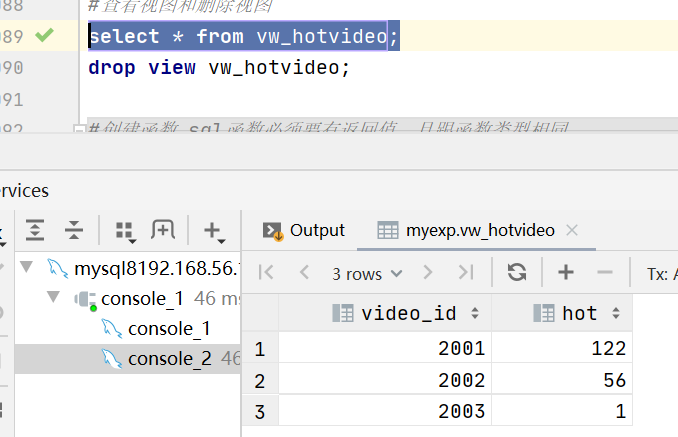 088
#查看视图和删除视图
089
select * from vw_hotvideo;
090
drop view vw_hotvideo;
091
092
#创建函数 sql函数必须要有返回值，且跟函数类型相同
ervices
Output
myexp.vw_hotvideo
3 rows
Tx: A
mysql8192.168.56.
console_1 46 ms
console_1
console_2 46
video_id hot
1 2001 122
2 2002 56
3 2003 1